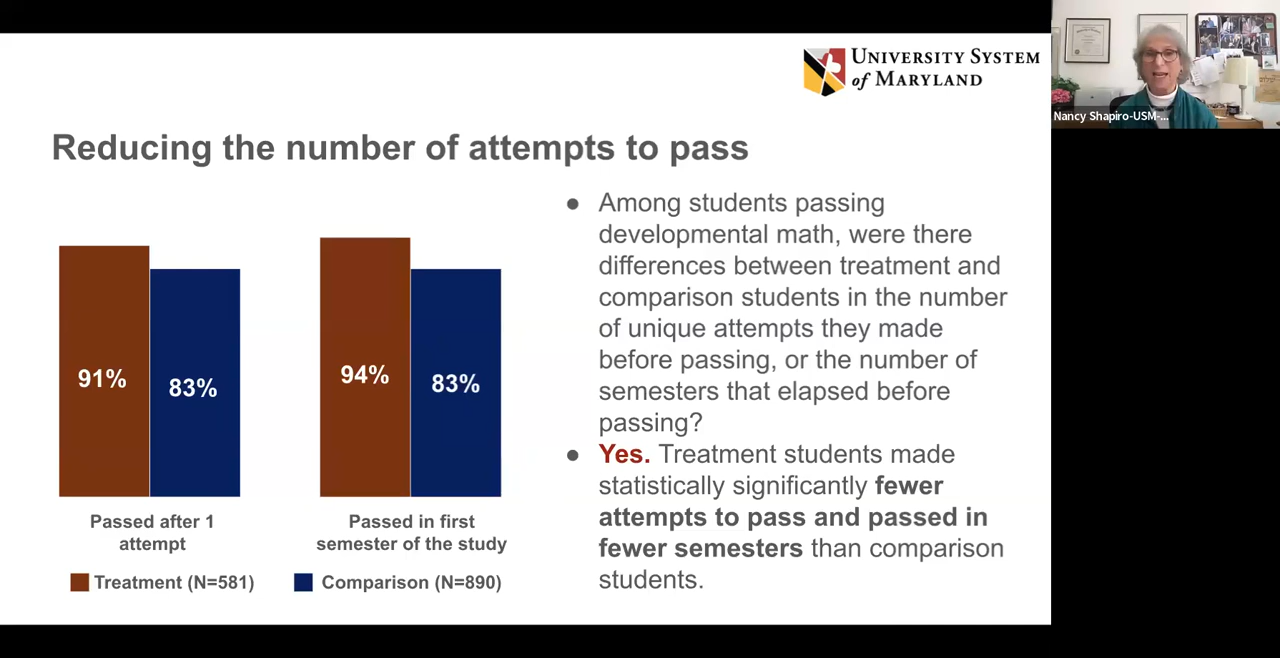 UNIVERSITY SYSTEM
of MARYLAND
Nancy Shapiro-USM-...
Reducing the number of attempts to pass
91%
83%
94%
83%
Passed after 1
attempt
Passed in first
semester of the study
Treatment (N=581)
Comparison (N=890)
● Among students passing
developmental math, were there
differences between treatment and
comparison students in the number
of unique attempts they made
before passing, or the number of
semesters that elapsed before
passing?
● Yes. Treatment students made
statistically significantly fewer
attempts to pass and passed in
fewer semesters than comparison
students.